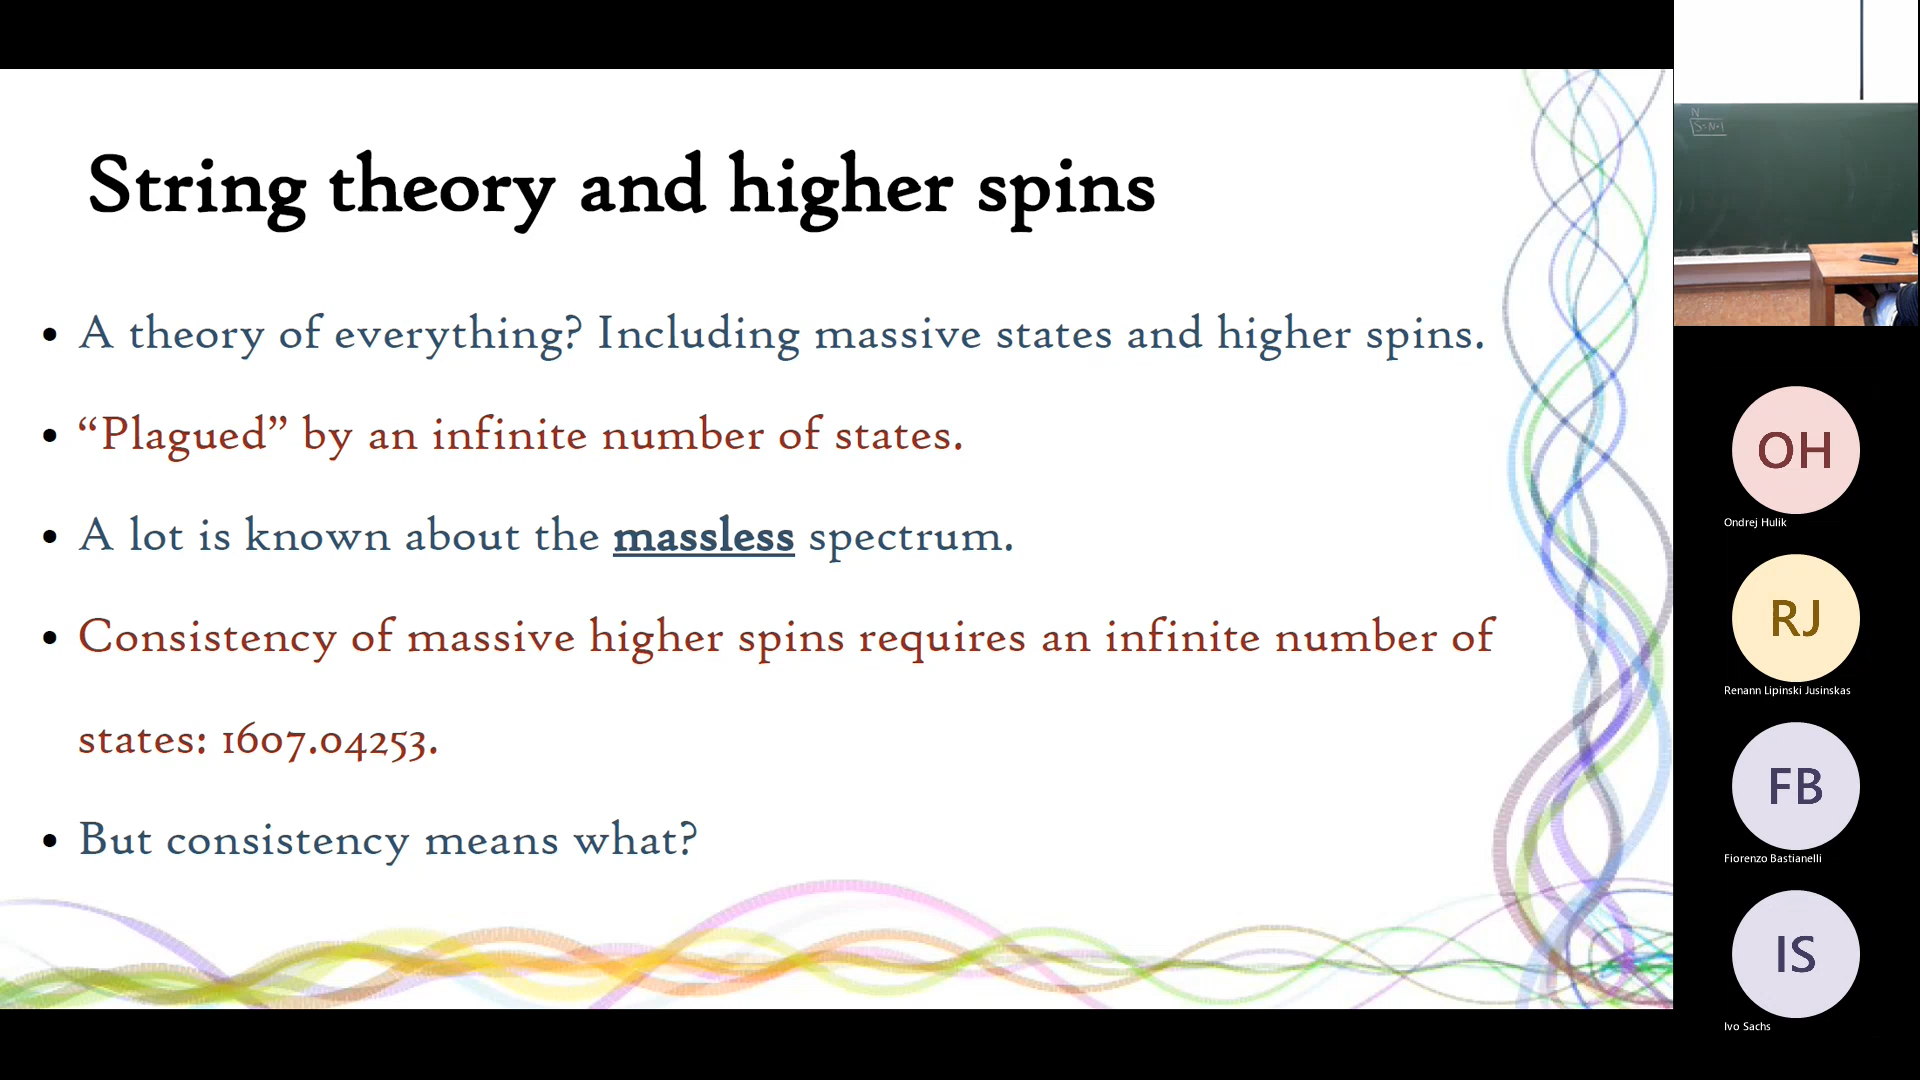 String theory and higher spins
• A theory of everything? Including massive states and higher spins.
• “Plagued” by an infinite number of states.
• A lot is known about the massless spectrum.
• Consistency of massive higher spins requires an infinite number of
states: 1607.04253.
• But consistency means what?
N
S=N+1
OH
Ondrej Hulik
RJ
Renann Lipinski Jusinskas
FB
Fiorenzo Bastianelli
IS
Ivo Sachs